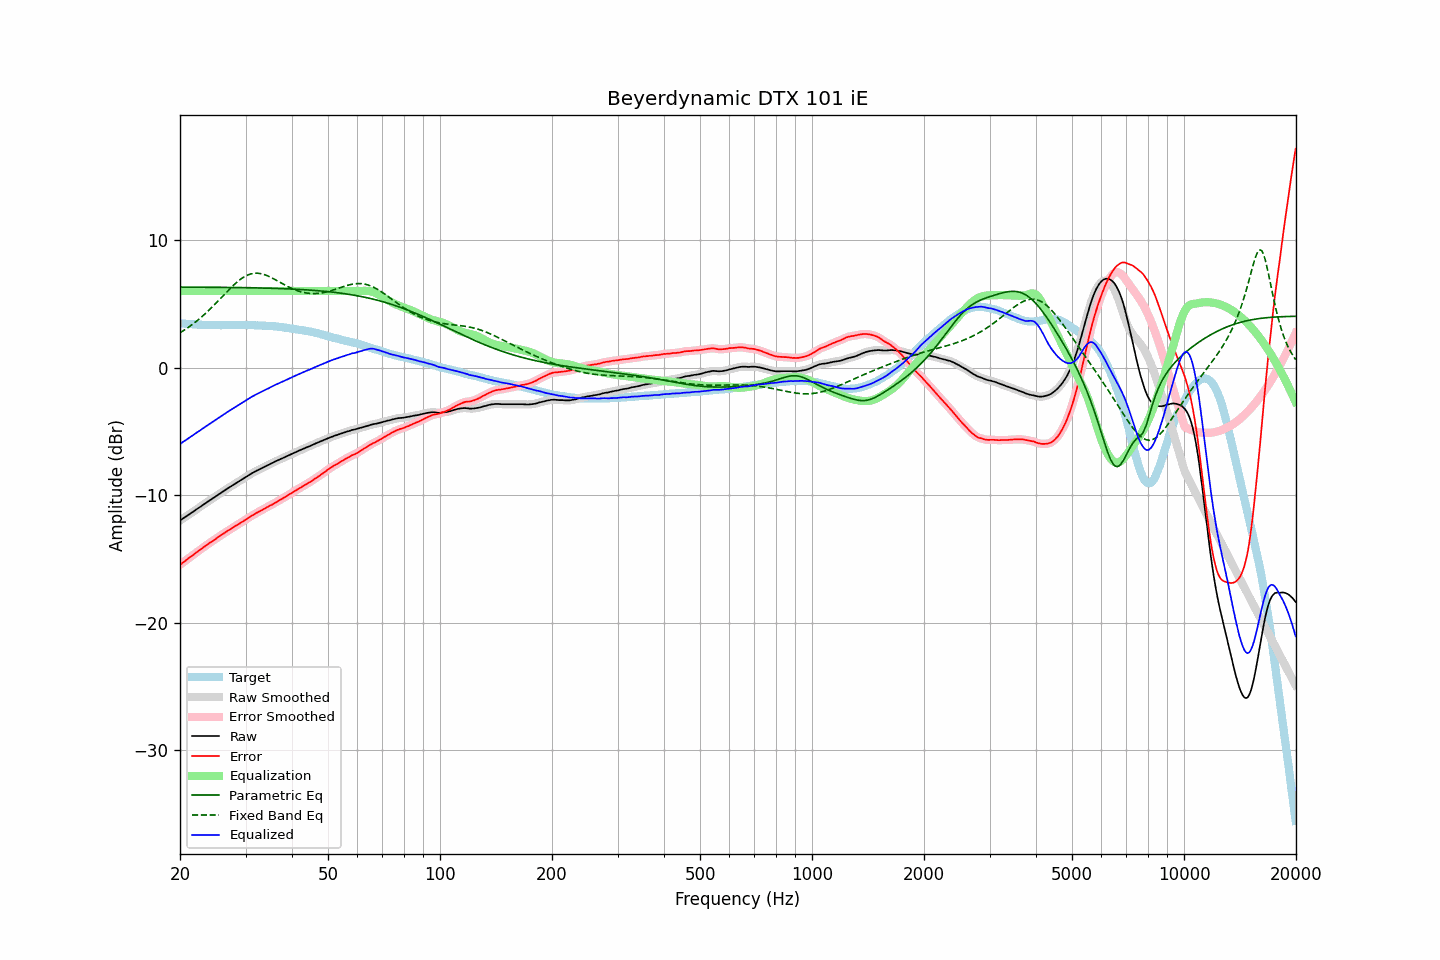 Beyerdynamic DTX 101 iE
Amplitude (dBr)
10
0
−10
−20
−30
Target
Raw Smoothed
Error Smoothed
Raw
Error
Equalization
Parametric Eq
Fixed Band Eq
Equalized
20 50 100 200 500 1000 2000 5000 10000 20000
Frequency (Hz)